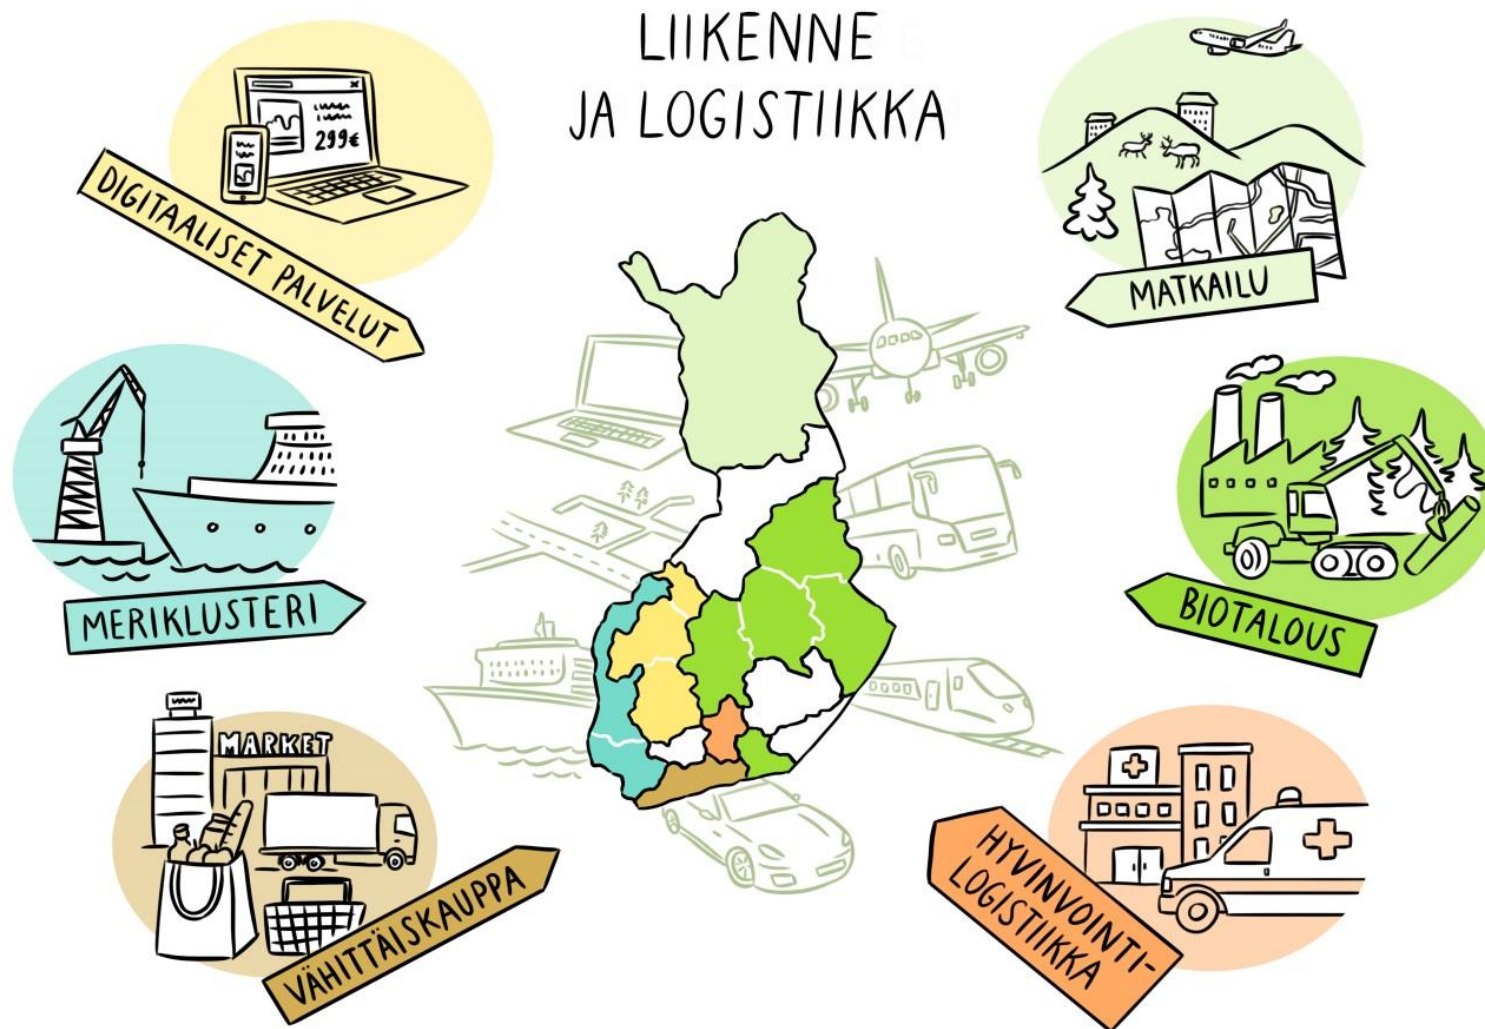 LIIKENNE
JA LOGISTIIKKA
299€
DIGITAALISET PALVELUT
MATKAILU
MERIKLUSTERI
BIOTALOUS
MARKET
VÄHITTÄISKAUPPA
HYVINVOINTI-
LOGISTIIKKA